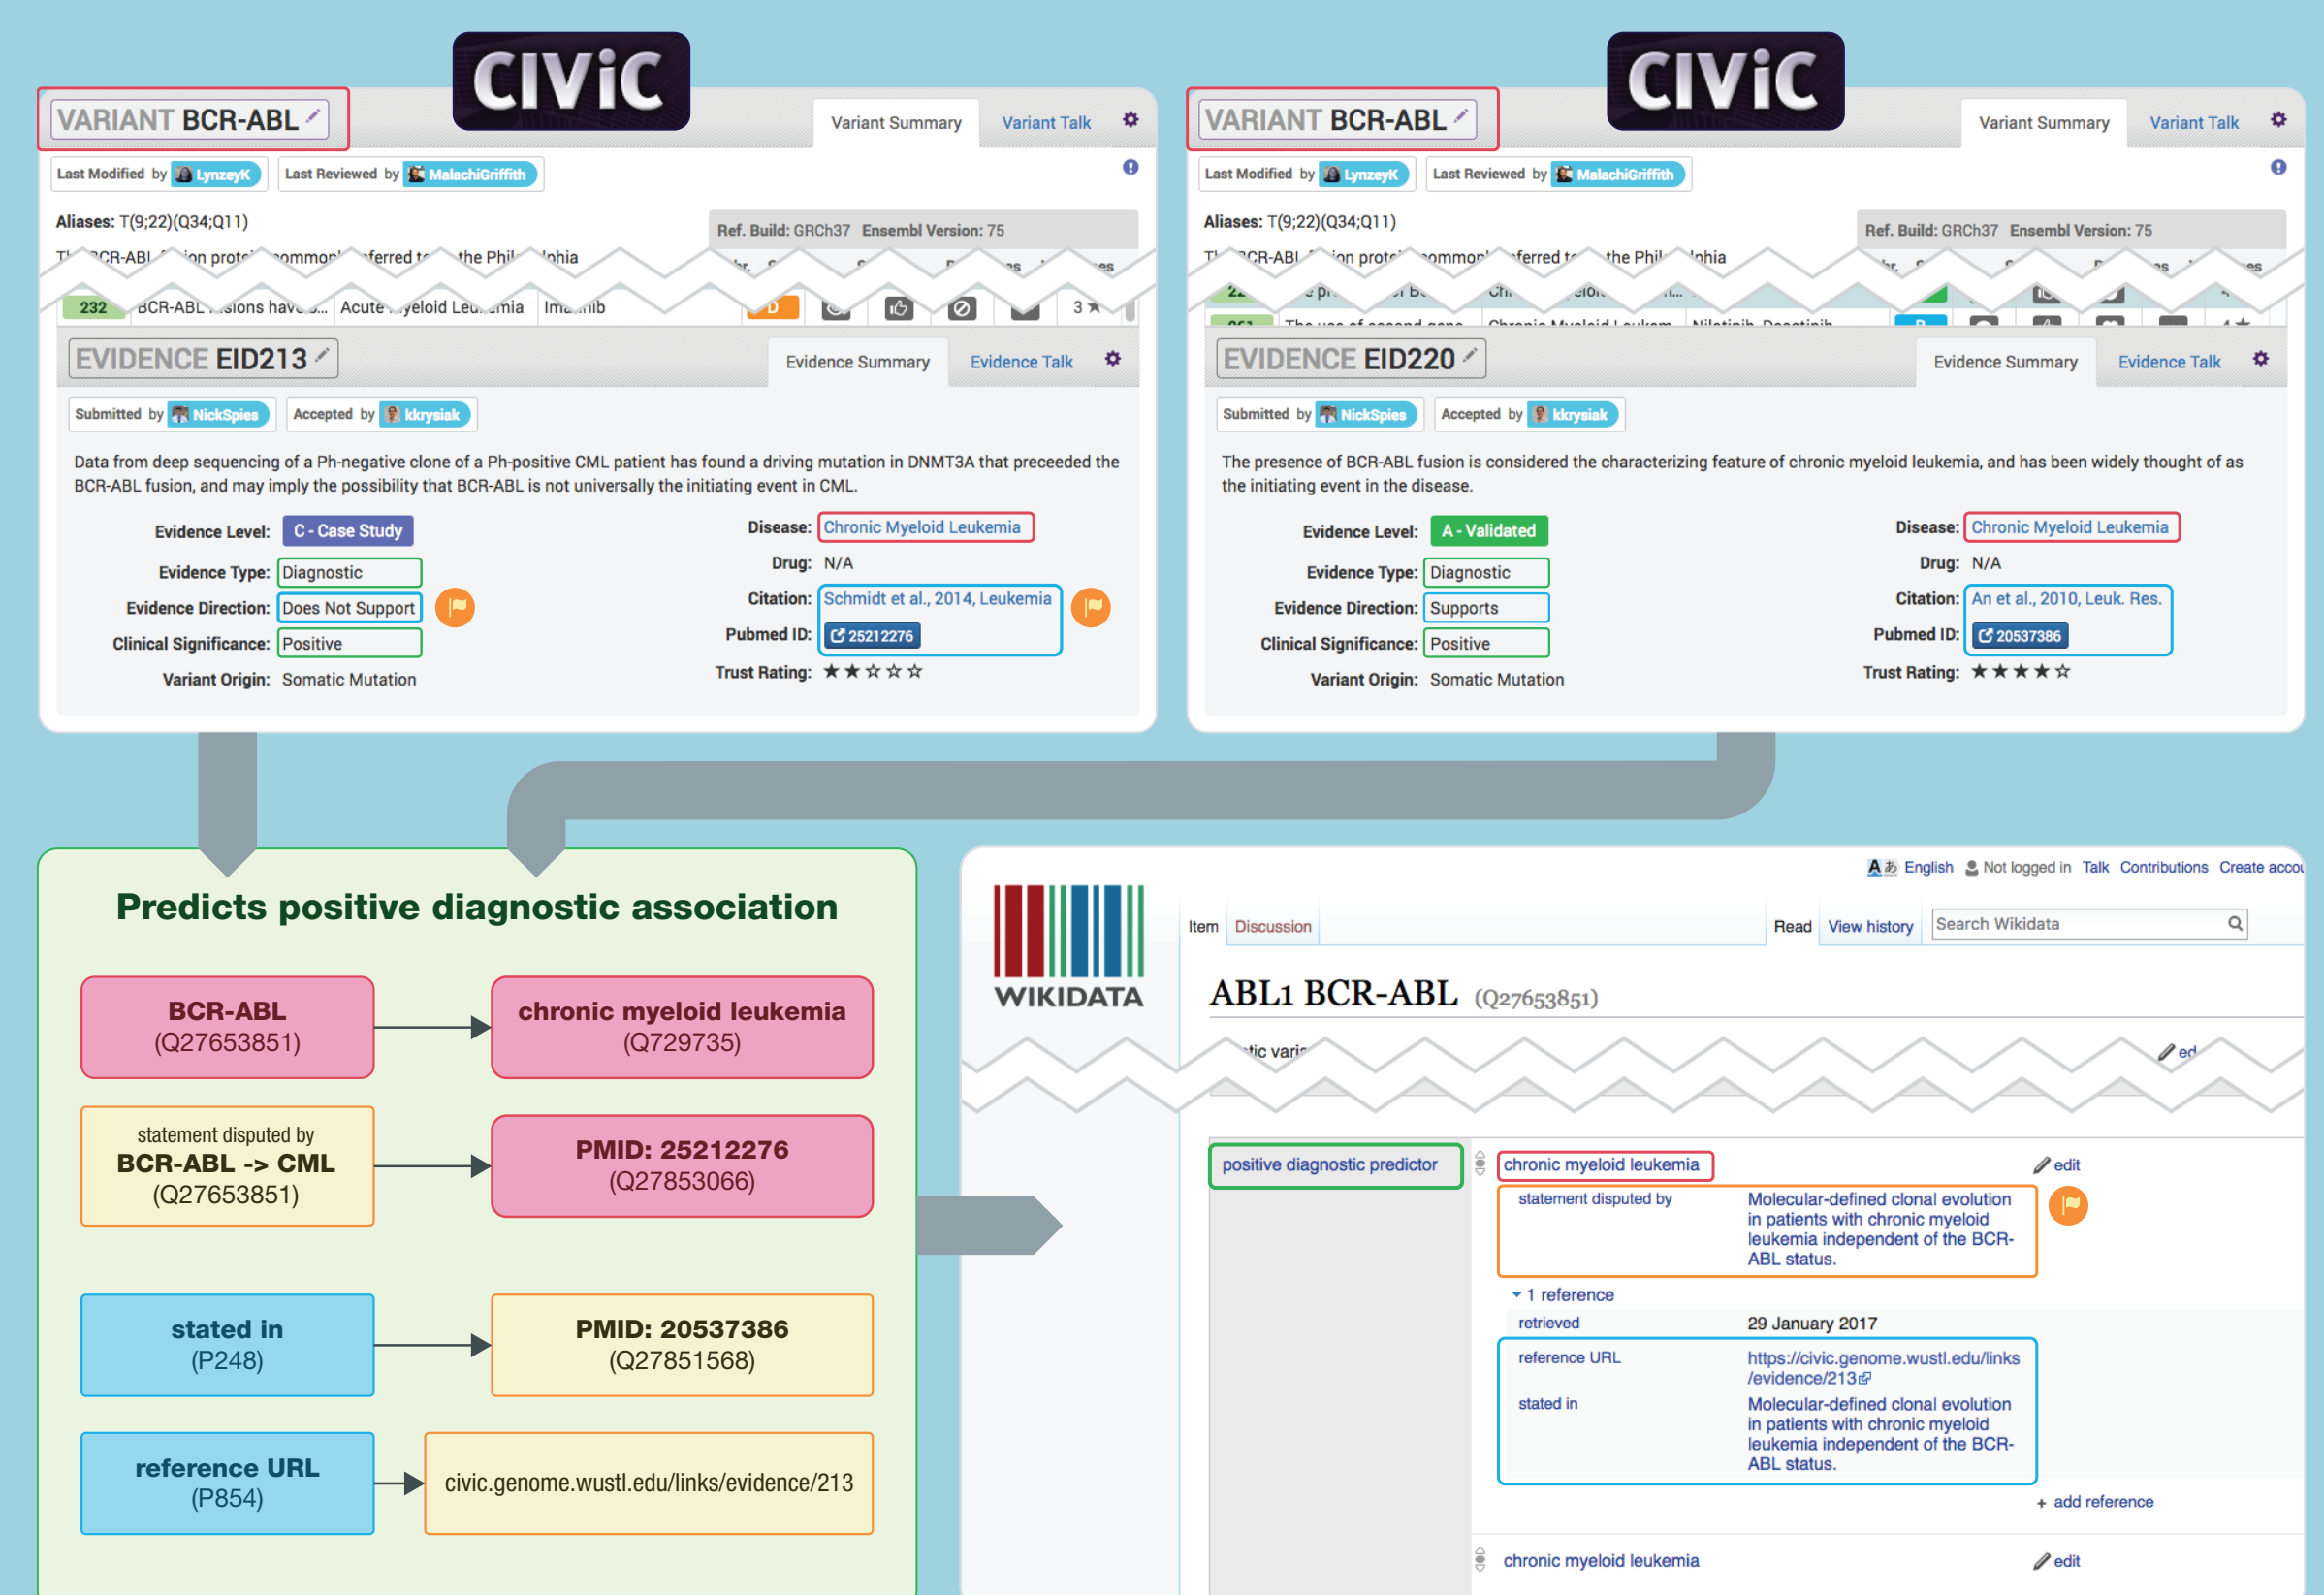 CIViC
VARIANT BCR-ABL
Variant Summary
Variant Talk
Last Modified by LynzeyK
Last Reviewed by MalachiGriffith
Aliases: T(9;22)(Q34;Q11)
Ref. Build: GRCh37 Ensembl Version: 75
the Phil
232
Acute
Imatinib
D
3
EVIDENCE EID213
Evidence Summary
Evidence Talk
Submitted by NickSpies
Accepted by kkrysiak
Data from deep sequencing of a Ph-negative clone of a Ph-positive CML patient has found a driving mutation in DNMT3A that preceeded the
BCR-ABL fusion, and may imply the possibility that BCR-ABL is not universally the initiating event in CML.
Evidence Level: C - Case Study
Evidence Type: Diagnostic
Evidence Direction: Does Not Support
Clinical Significance: Positive
Variant Origin: Somatic Mutation
Disease: Chronic Myeloid Leukemia
Drug: N/A
Citation: Schmidt et al., 2014, Leukemia
Pubmed ID: 25212276
Trust Rating: ★★☆☆☆
CIViC
VARIANT BCR-ABL
Variant Summary
Variant Talk
Last Modified by LynzeyK
Last Reviewed by MalachiGriffith
Aliases: T(9;22)(Q34;Q11)
Ref. Build: GRCh37 Ensembl Version: 75
the Phil
EVIDENCE EID220
Evidence Summary
Evidence Talk
Submitted by NickSpies
Accepted by kkrysiak
The presence of BCR-ABL fusion is considered the characterizing feature of chronic myeloid leukemia, and has been widely thought of as
the initiating event in the disease.
Evidence Level: A - Validated
Evidence Type: Diagnostic
Evidence Direction: Supports
Clinical Significance: Positive
Variant Origin: Somatic Mutation
Disease: Chronic Myeloid Leukemia
Drug: N/A
Citation: An et al., 2010, Leuk. Res.
Pubmed ID: 20537386
Trust Rating: ★★★★☆
Predicts positive diagnostic association
BCR-ABL
(Q27653851)
chronic myeloid leukemia
(Q729735)
statement disputed by
BCR-ABL -> CML
(Q27653851)
PMID: 25212276
(Q27853066)
stated in
(P248)
PMID: 20537386
(Q27851568)
reference URL
(P854)
civic.genome.wustl.edu/links/evidence/213
WIKIDATA
English Not logged in Talk Contributions Create accou
Item Discussion
Read View history Search Wikidata
ABL1 BCR-ABL (Q27653851)
ed
positive diagnostic predictor
chronic myeloid leukemia
edit
statement disputed by
Molecular-defined clonal evolution
in patients with chronic myeloid
leukemia independent of the BCR-
ABL status.
1 reference
retrieved
29 January 2017
reference URL
https://civic.genome.wustl.edu/links
/evidence/213
stated in
Molecular-defined clonal evolution
in patients with chronic myeloid
leukemia independent of the BCR-
ABL status.
+ add reference
chronic myeloid leukemia
edit